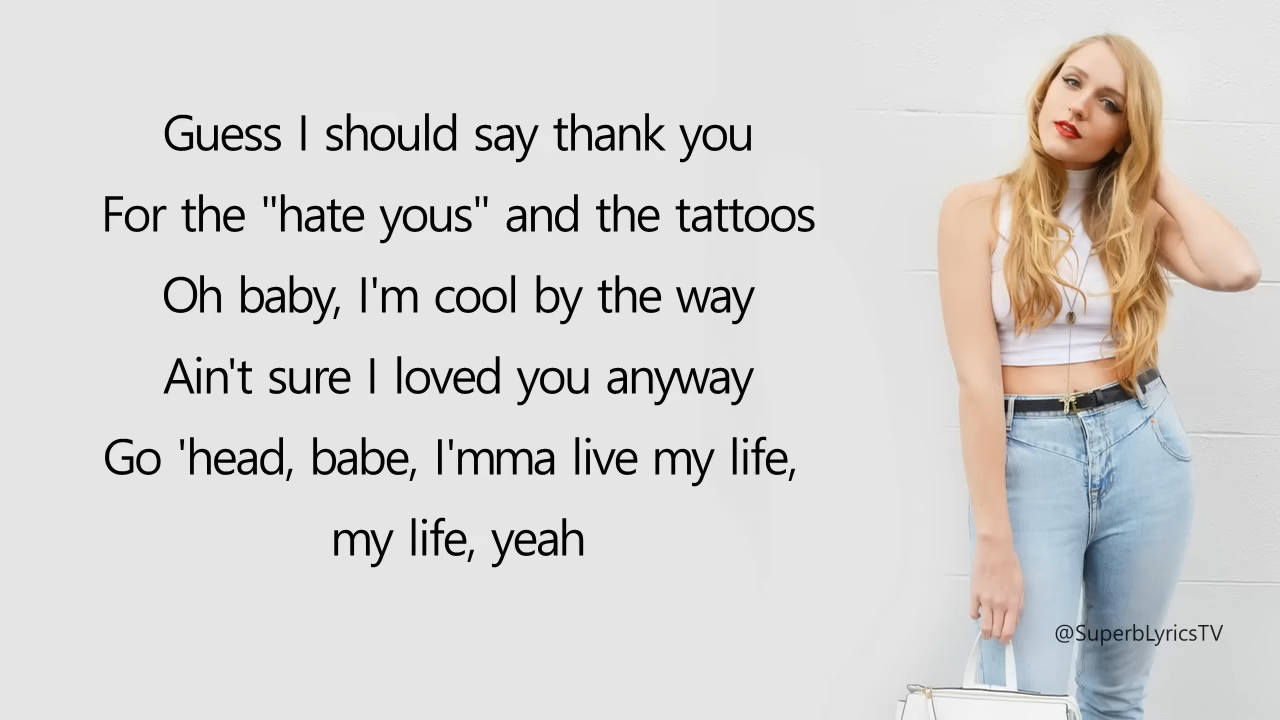 Guess I should say thank you
For the "hate yous" and the tattoos
Oh baby, I'm cool by the way
Ain't sure I loved you anyway
Go 'head, babe, I'mma live my life,
my life, yeah
@SuperbLyricsTV